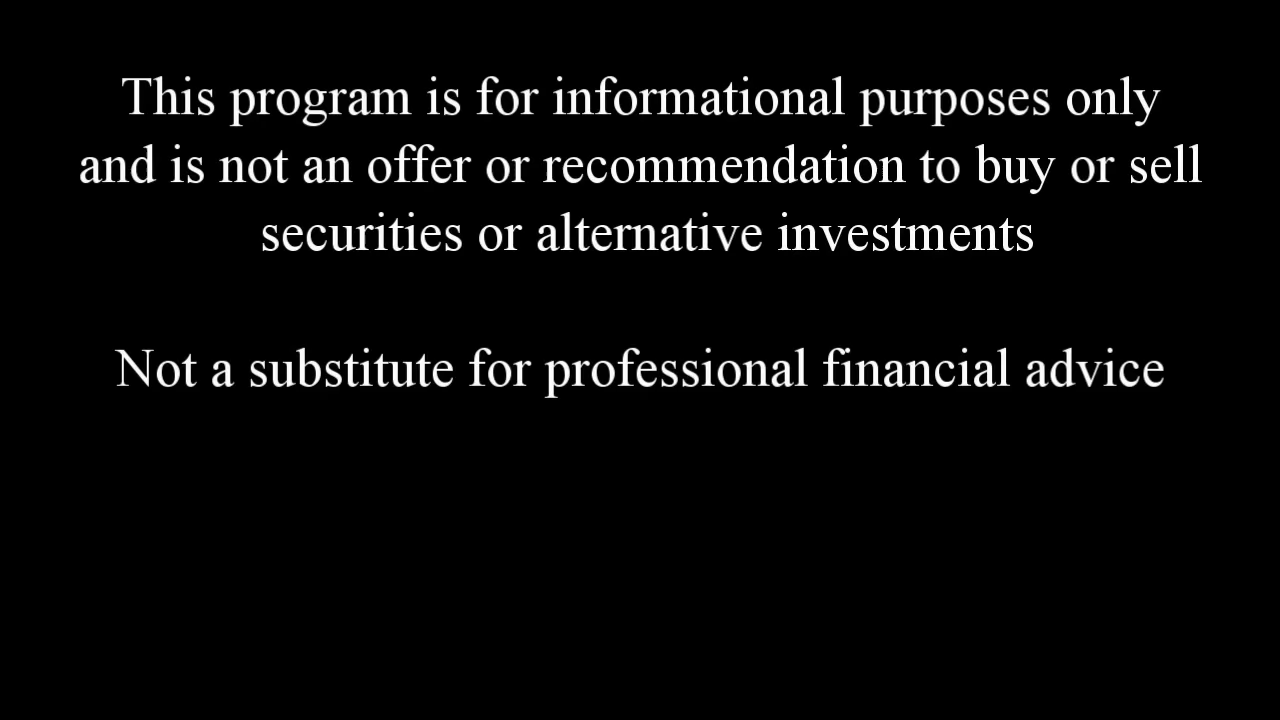 This program is for informational purposes only
and is not an offer or recommendation to buy or sell
securities or alternative investments
Not a substitute for professional financial advice